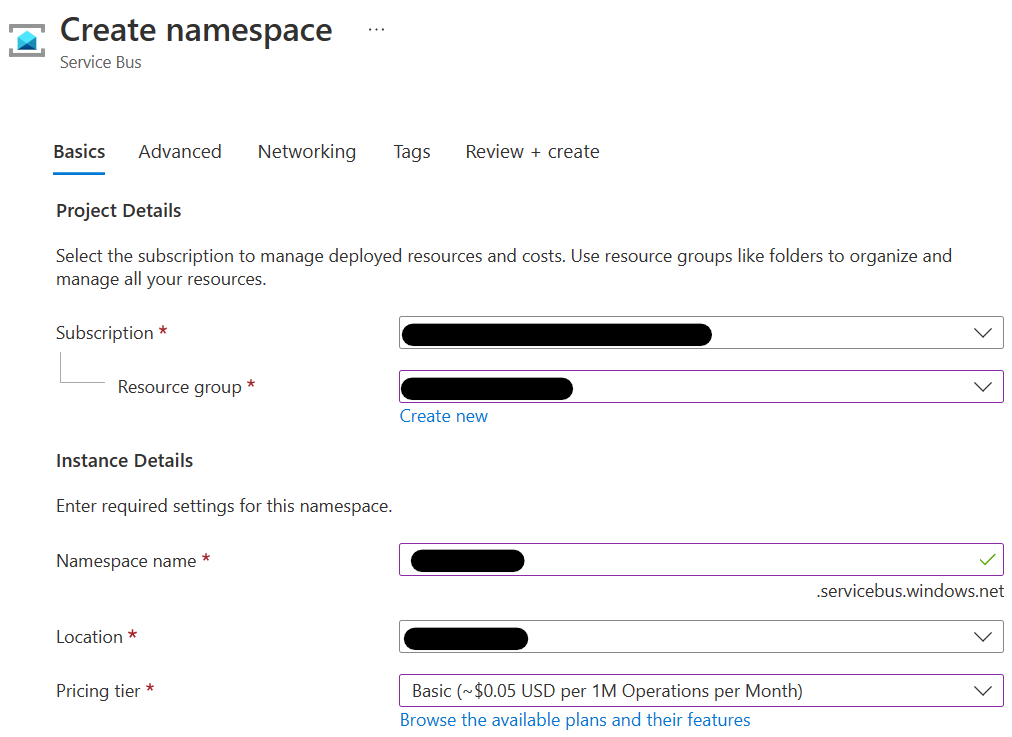 Create namespace ...
Service Bus
Basics Advanced Networking Tags Review + create
Project Details
Select the subscription to manage deployed resources and costs. Use resource groups like folders to organize and
manage all your resources.
Subscription *
Resource group *
Create new
Instance Details
Enter required settings for this namespace.
Namespace name *
.servicebus.windows.net
Location *
Pricing tier * Basic (~$0.05 USD per 1M Operations per Month)
Browse the available plans and their features